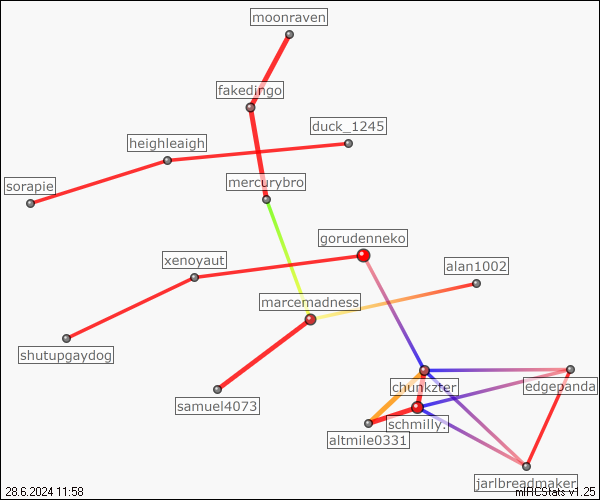 moonraven
fakedingo
duck_1245
heighleaigh
mercurybro
sorapie
gorudenneko
xenoyaut
alan1002
marcemadness
shutupgaydog
chunkzter
edgepanda
samuel4073
schmilly.
altmile0331
jarlbreadmaker
28.6.2024 11:58
mIRCStats v1.25